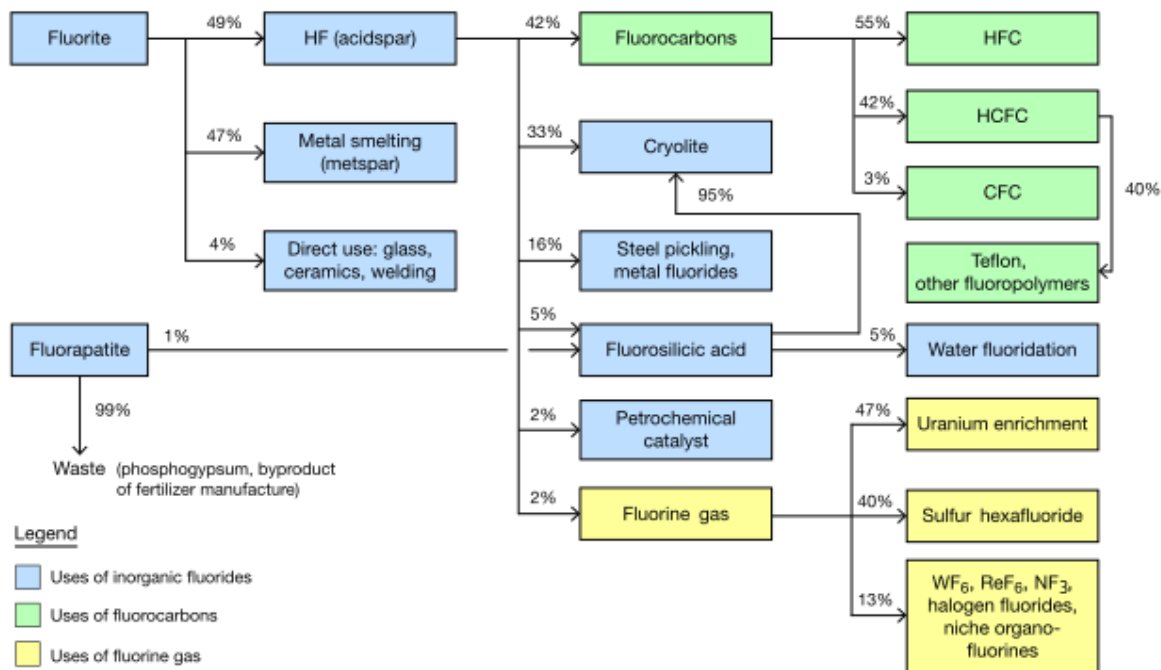 Fluorite
49%
HF (acidspar)
42%
Fluorocarbons
55%
HFC
42%
HCFC
47%
Metal smelting
(metspar)
33%
Cryolite
3%
CFC
95%
40%
4%
Direct use: glass,
ceramics, welding
16%
Steel pickling,
metal fluorides
Teflon,
other fluoropolymers
Fluorapatite
1%
5%
Fluorosilicic acid
5%
Water fluoridation
99%
2%
Petrochemical
catalyst
47%
Uranium enrichment
Waste (phosphogypsum, byproduct
of fertilizer manufacture)
2%
Fluorine gas
40%
Sulfur hexafluoride
13%
WF₆, ReF₆, NF₃,
halogen fluorides,
niche organo-
fluorines
Legend
Uses of inorganic fluorides
Uses of fluorocarbons
Uses of fluorine gas